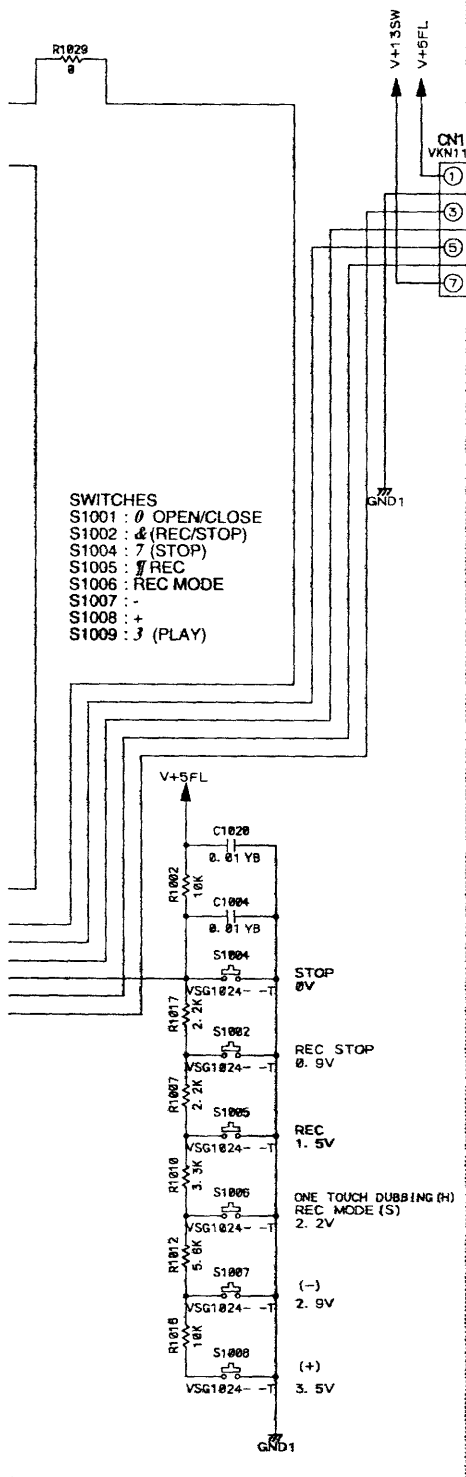 R1029
0
V+13SW
V+5FL
CN1
VKN11
1
3
5
7
GND1
SWITCHES
S1001 : 0 OPEN/CLOSE
S1002 : & (REC/STOP)
S1004 : 7 (STOP)
S1005 : ¶ REC
S1006 : REC MODE
S1007 : -
S1008 : +
S1009 : 3 (PLAY)
V+5FL
C1020
0.01 YB
R1002
10K
C1004
0.01 YB
S1004
VSG1024- -T
STOP
0V
R1017
2.2K
S1002
VSG1024- -T
REC STOP
0.9V
R1007
2.2K
S1005
VSG1024- -T
REC
1.5V
R1010
3.3K
S1006
VSG1024- -T
ONE TOUCH DUBBING(H)
REC MODE(S)
2.2V
R1012
5.6K
S1007
VSG1024- -T
(-)
2.9V
10K
S1008
VSG1024- -T
(+)
3.5V
GND1